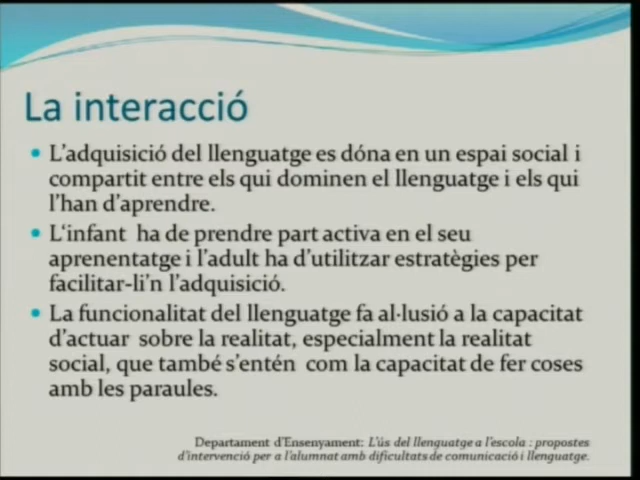 La interacció
• L'adquisició del llenguatge es dóna en un espai social i
compartit entre els qui dominen el llenguatge i els qui
l'han d'aprendre.
• L'infant ha de prendre part activa en el seu
aprenentatge i l'adult ha d'utilitzar estratègies per
facilitar-li'n l'adquisició.
• La funcionalitat del llenguatge fa al·lusió a la capacitat
d'actuar sobre la realitat, especialment la realitat
social, que també s'entén com la capacitat de fer coses
amb les paraules.
Departament d'Ensenyament: L'ús del llenguatge a l'escola : propostes
d'intervenció per a l'alumnat amb dificultats de comunicació i llenguatge.